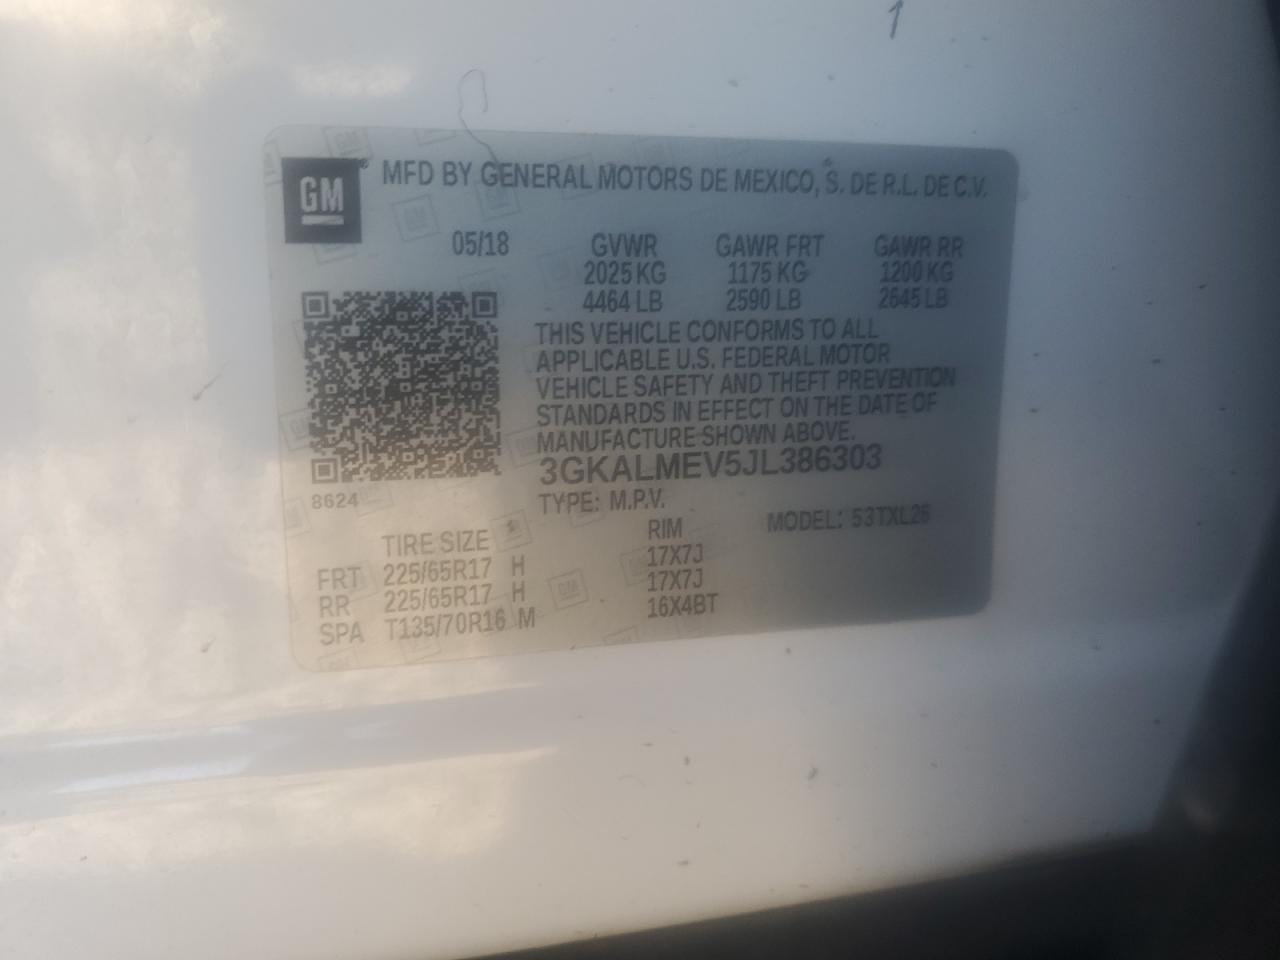 GM
MFD BY GENERAL MOTORS DE MEXICO, S. DE R.L. DE C.V.
05/18 GVWR GAWR FRT GAWR RR
2025 KG 1175 KG 1200 KG
4464 LB 2590 LB 2645 LB
THIS VEHICLE CONFORMS TO ALL
APPLICABLE U.S. FEDERAL MOTOR
VEHICLE SAFETY AND THEFT PREVENTION
STANDARDS IN EFFECT ON THE DATE OF
MANUFACTURE SHOWN ABOVE.
3GKALMEV5JL386303
8624
TYPE: M.P.V.
MODEL: 53TXL26
TIRE SIZE RIM
FRT 225/65R17 H 17X7J
RR 225/65R17 H 17X7J
SPA T135/70R16 M 16X4BT